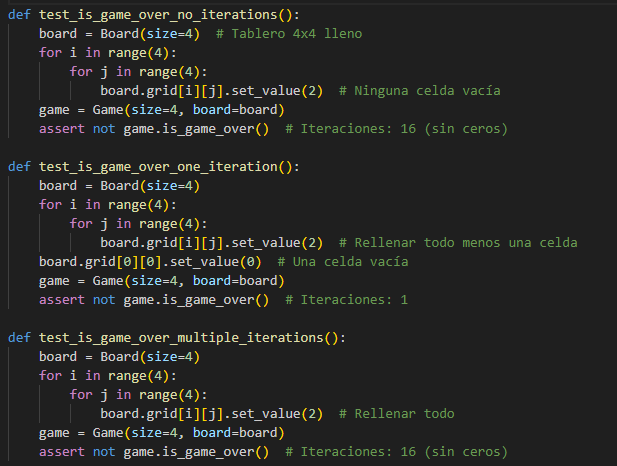 def test_is_game_over_no_iterations():
    board = Board(size=4)  # Tablero 4x4 lleno
    for i in range(4):
        for j in range(4):
            board.grid[i][j].set_value(2)  # Ninguna celda vacía
    game = Game(size=4, board=board)
    assert not game.is_game_over()  # Iteraciones: 16 (sin ceros)

def test_is_game_over_one_iteration():
    board = Board(size=4)
    for i in range(4):
        for j in range(4):
            board.grid[i][j].set_value(2)  # Rellenar todo menos una celda
    board.grid[0][0].set_value(0)  # Una celda vacía
    game = Game(size=4, board=board)
    assert not game.is_game_over()  # Iteraciones: 1

def test_is_game_over_multiple_iterations():
    board = Board(size=4)
    for i in range(4):
        for j in range(4):
            board.grid[i][j].set_value(2)  # Rellenar todo
    game = Game(size=4, board=board)
    assert not game.is_game_over()  # Iteraciones: 16 (sin ceros)